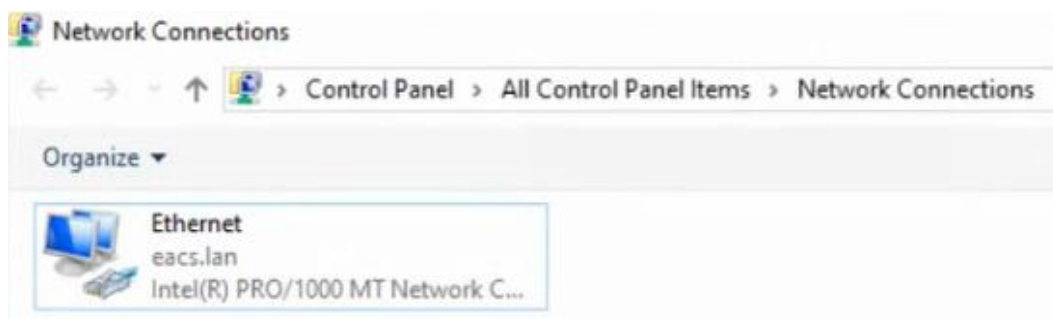 Network Connections
Control Panel > All Control Panel Items > Network Connections
Organize
Ethernet
eacs.lan
Intel(R) PRO/1000 MT Network C...